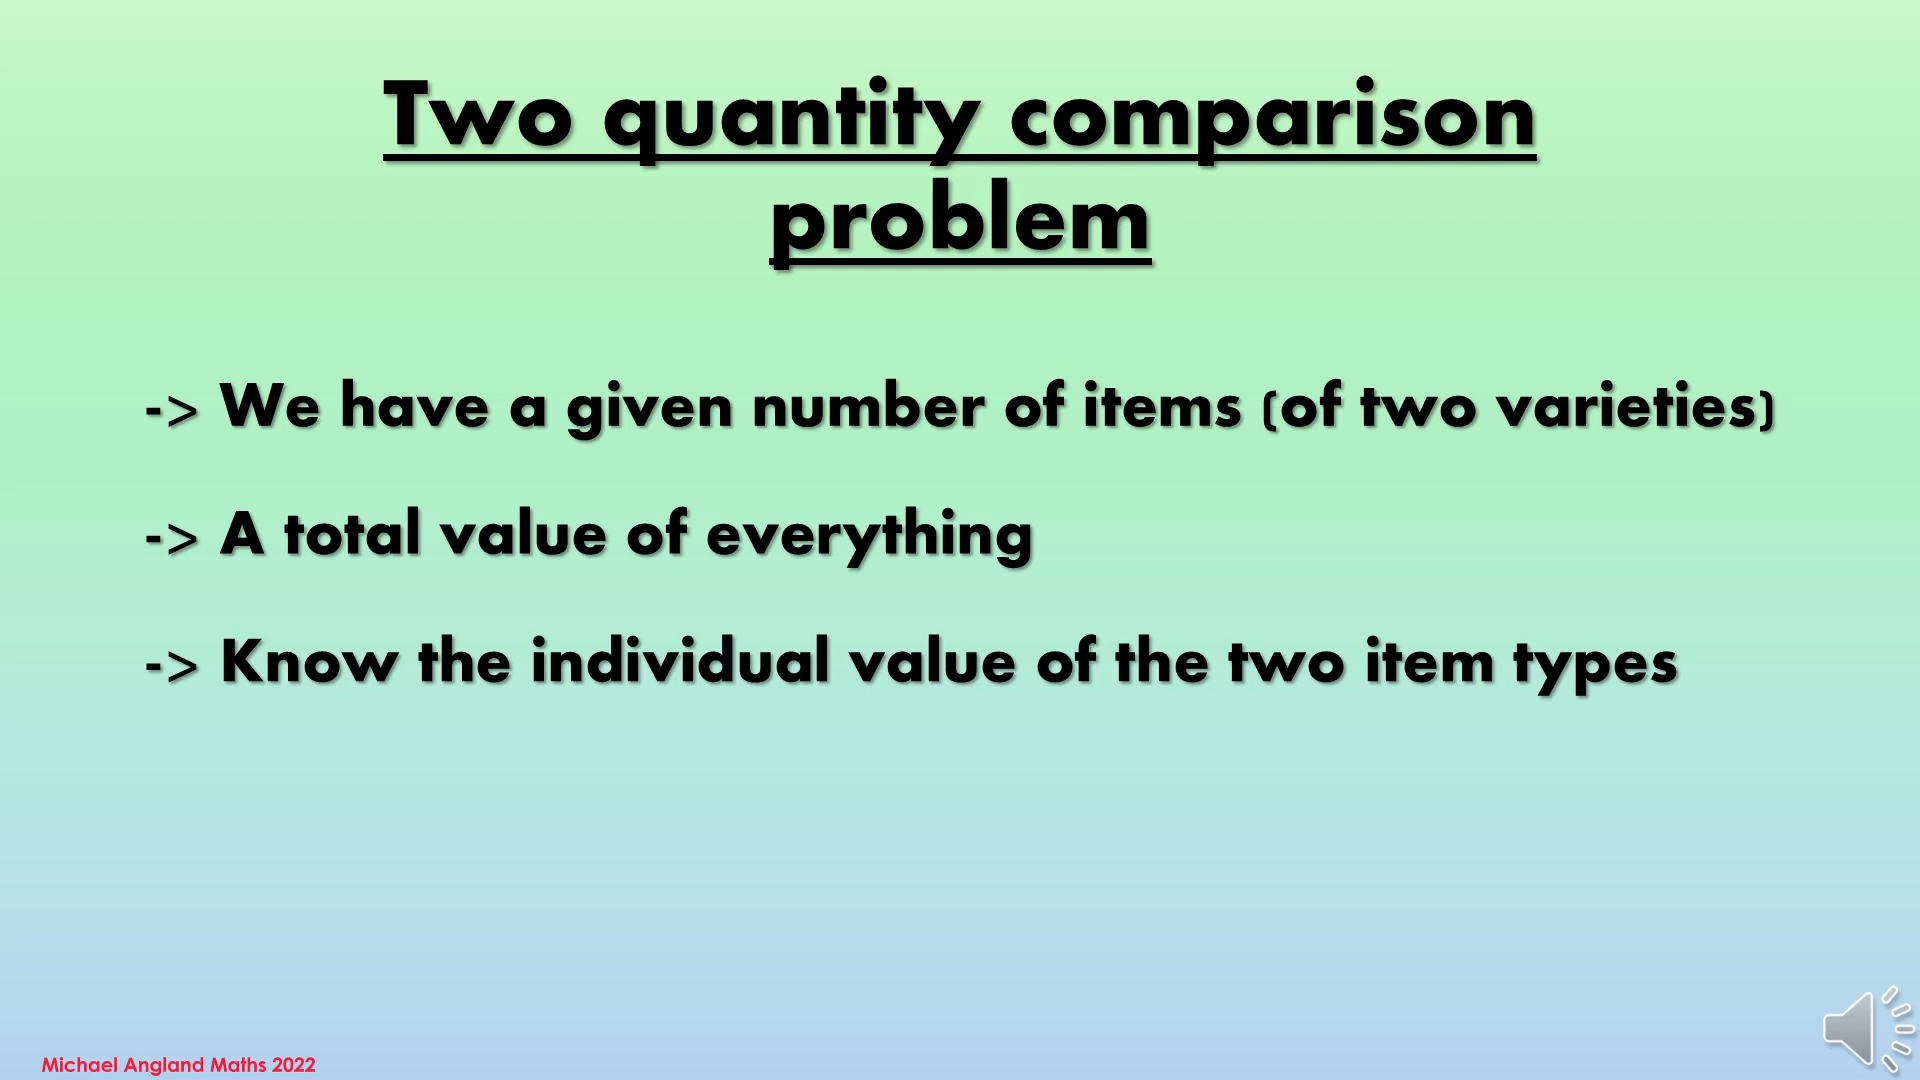 Two quantity comparison
problem
-> We have a given number of items (of two varieties)
-> A total value of everything
-> Know the individual value of the two item types
Michael Angland Maths 2022